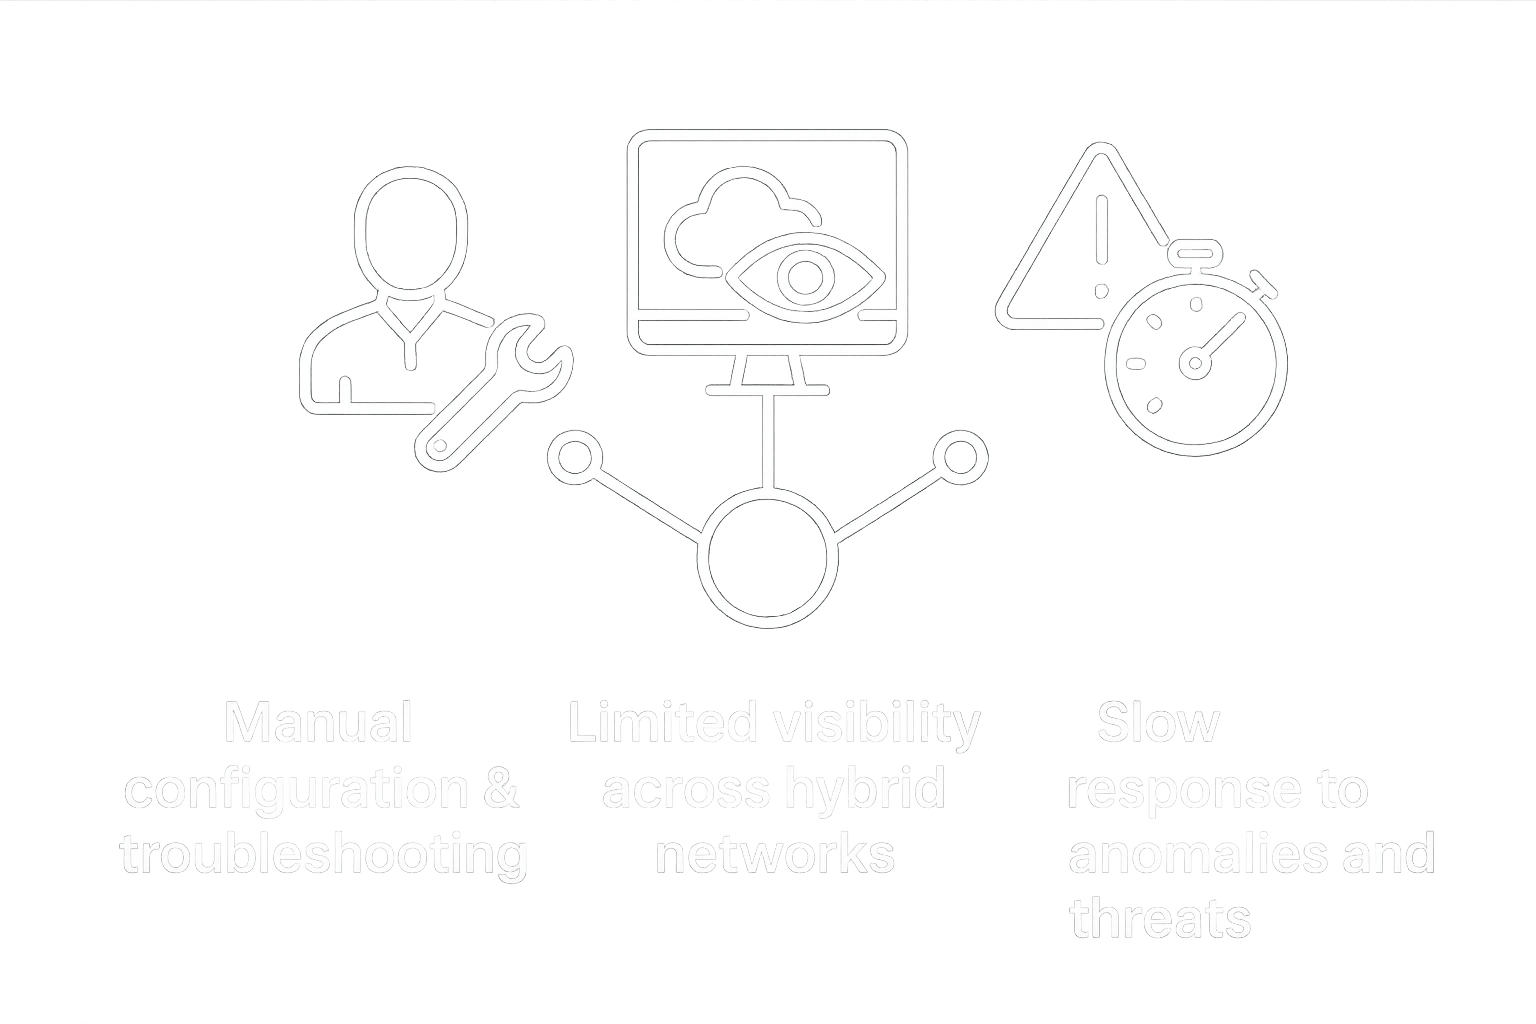 Manual
configuration &
troubleshooting
Limited visibility
across hybrid
networks
Slow
response to
anomalies and
threats